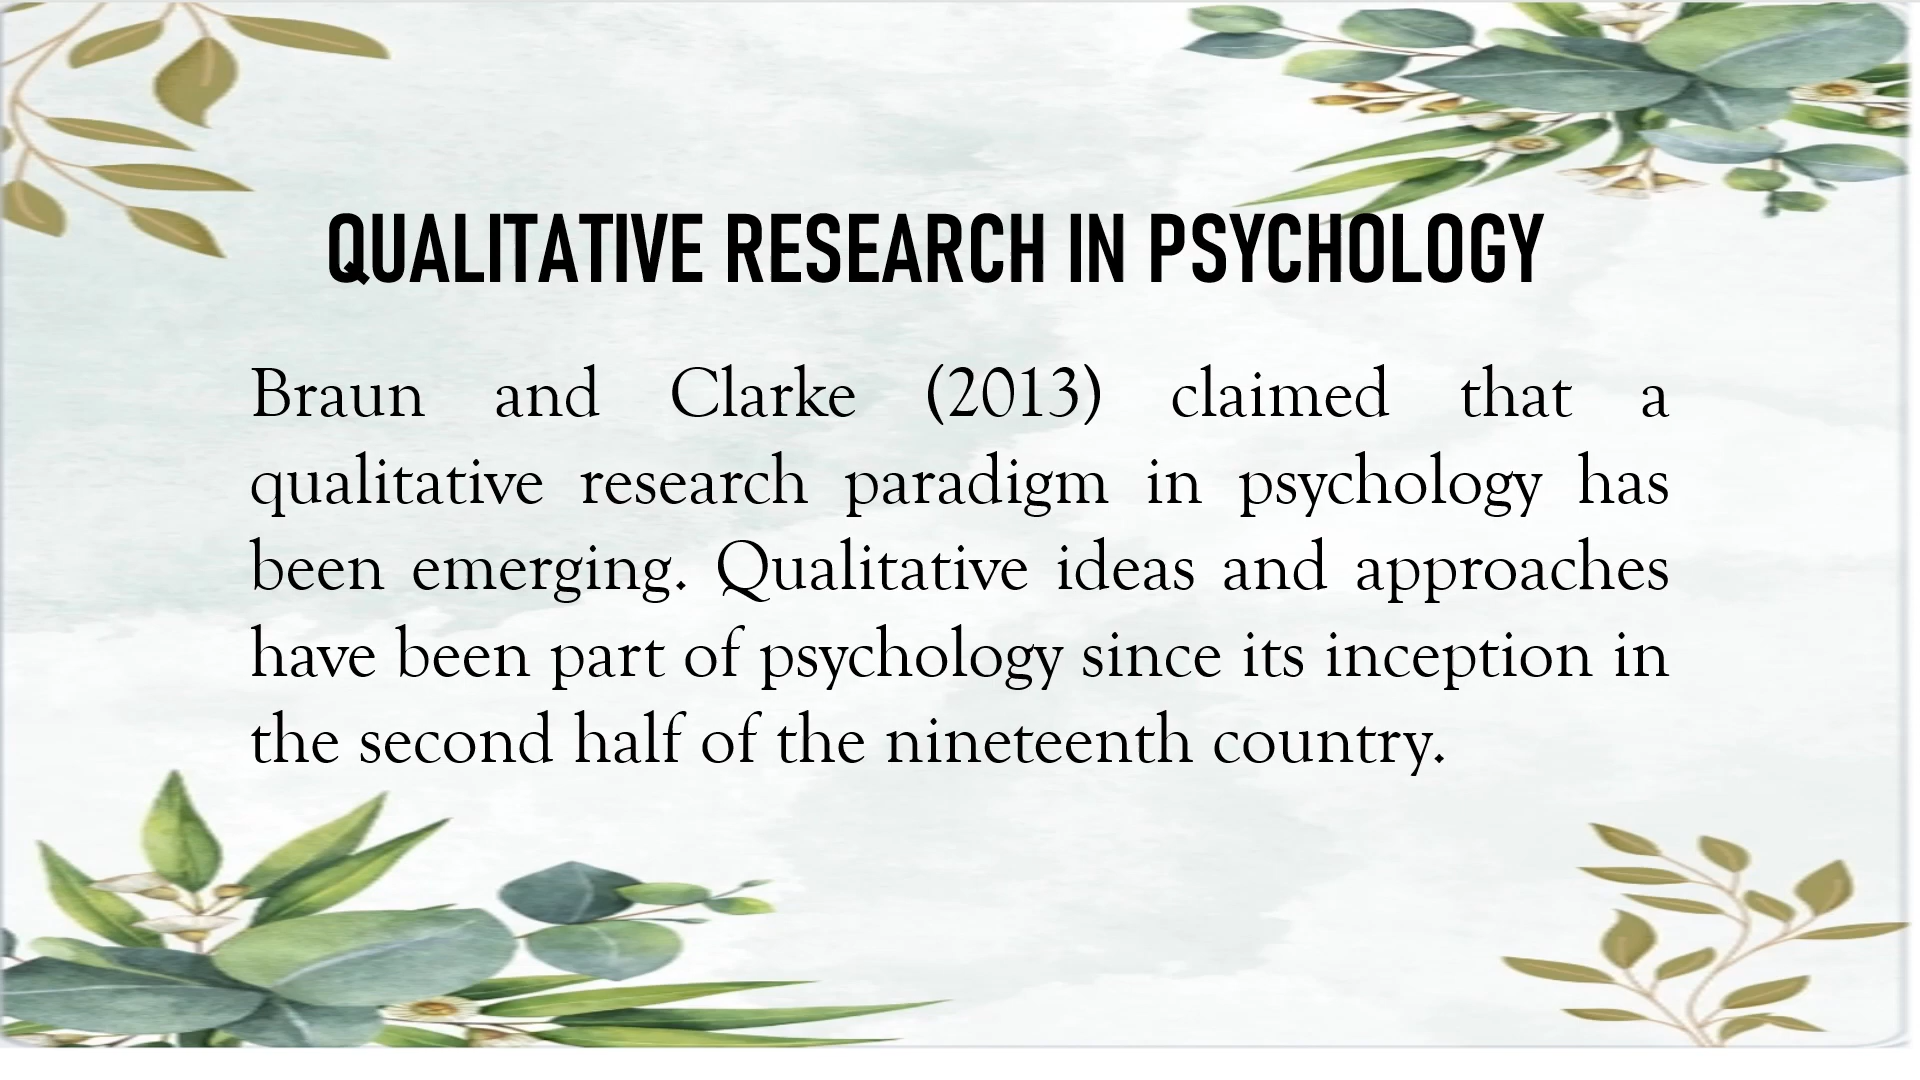 QUALITATIVE RESEARCH IN PSYCHOLOGY
Braun and Clarke (2013) claimed that a
qualitative research paradigm in psychology has
been emerging. Qualitative ideas and approaches
have been part of psychology since its inception in
the second half of the nineteenth country.